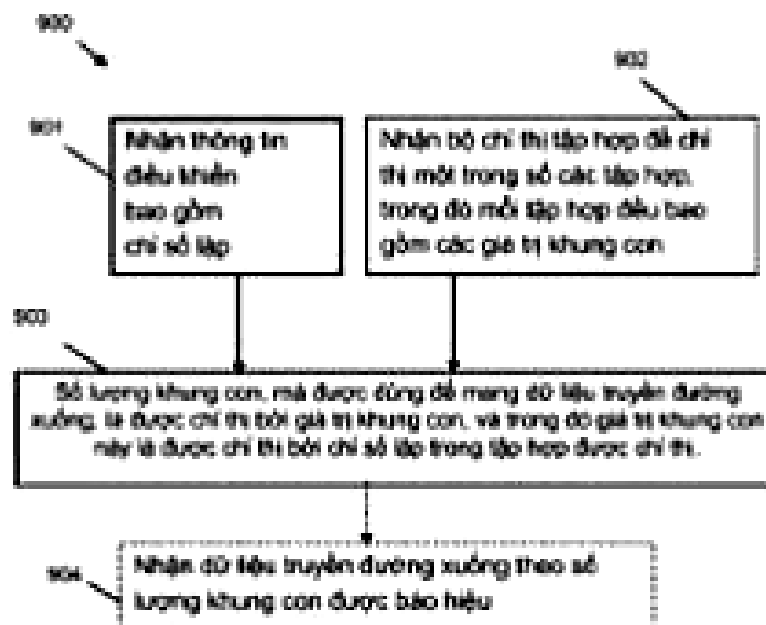 900
902
901
Nhận thông tin
điều khiển
bao gồm
chỉ số lặp
Nhận bộ chỉ thị tập hợp để chỉ
thị một trong số các tập hợp,
trong đó mỗi tập hợp đều bao
gồm các giá trị khung con
903
Số lượng khung con, mà được dùng để mang dữ liệu truyền đường
xuống, là được chỉ thị bởi giá trị khung con, và trong đó giá trị khung con
này là được chỉ thị bởi chỉ số lặp trong tập hợp được chỉ thị.
904
Nhận dữ liệu truyền đường xuống theo số
lượng khung con được báo hiệu